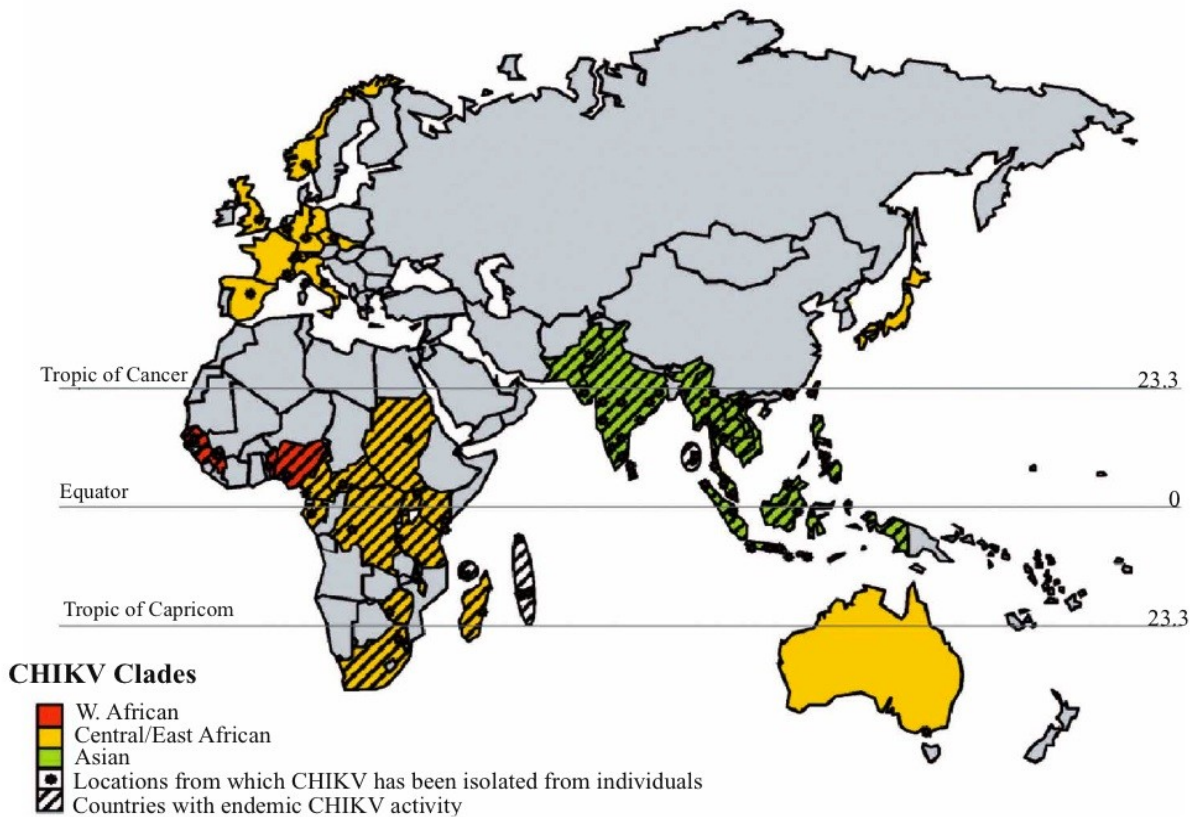 Tropic of Cancer 23.3
Equator 0
Tropic of Capricom 23.3
CHIKV Clades
W. African
Central/East African
Asian
Locations from which CHIKV has been isolated from individuals
Countries with endemic CHIKV activity